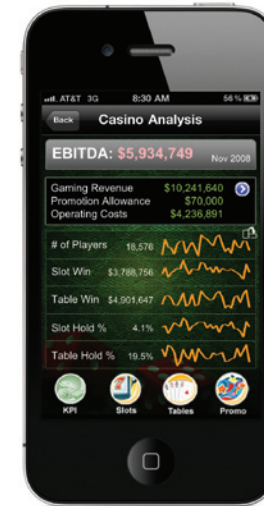 AT&T 3G 8:30 AM 56%
Back Casino Analysis
EBITDA: $5,934,749 Nov 2008
Gaming Revenue $10,241,640
Promotion Allowance $70,000
Operating Costs $4,236,891
# of Players 18,576
Slot Win $3,788,756
Table Win $4,901,647
Slot Hold % 4.1%
Table Hold % 19.5%
KPI Slots Tables Promo